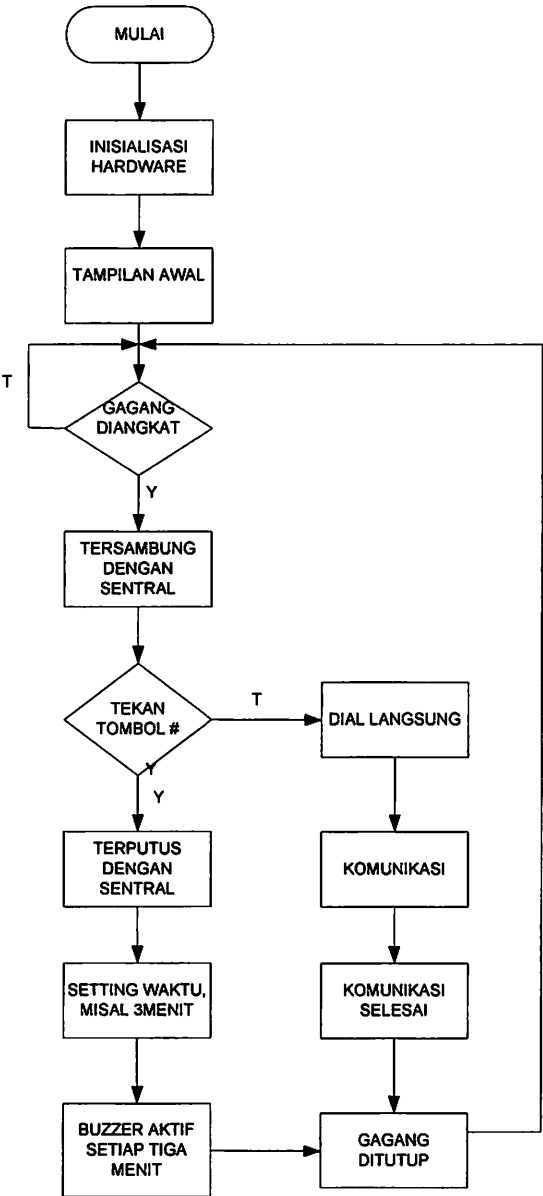 MULAI
INISIALISASI
HARDWARE
TAMPILAN AWAL
T
GAGANG
DIANGKAT
Y
TERSAMBUNG
DENGAN
SENTRAL
TEKAN
TOMBOL #
T
DIAL LANGSUNG
Y
Y
TERPUTUS
DENGAN
SENTRAL
KOMUNIKASI
SETTING WAKTU,
MISAL 3MENIT
KOMUNIKASI
SELESAI
BUZZER AKTIF
SETIAP TIGA
MENIT
GAGANG
DITUTUP